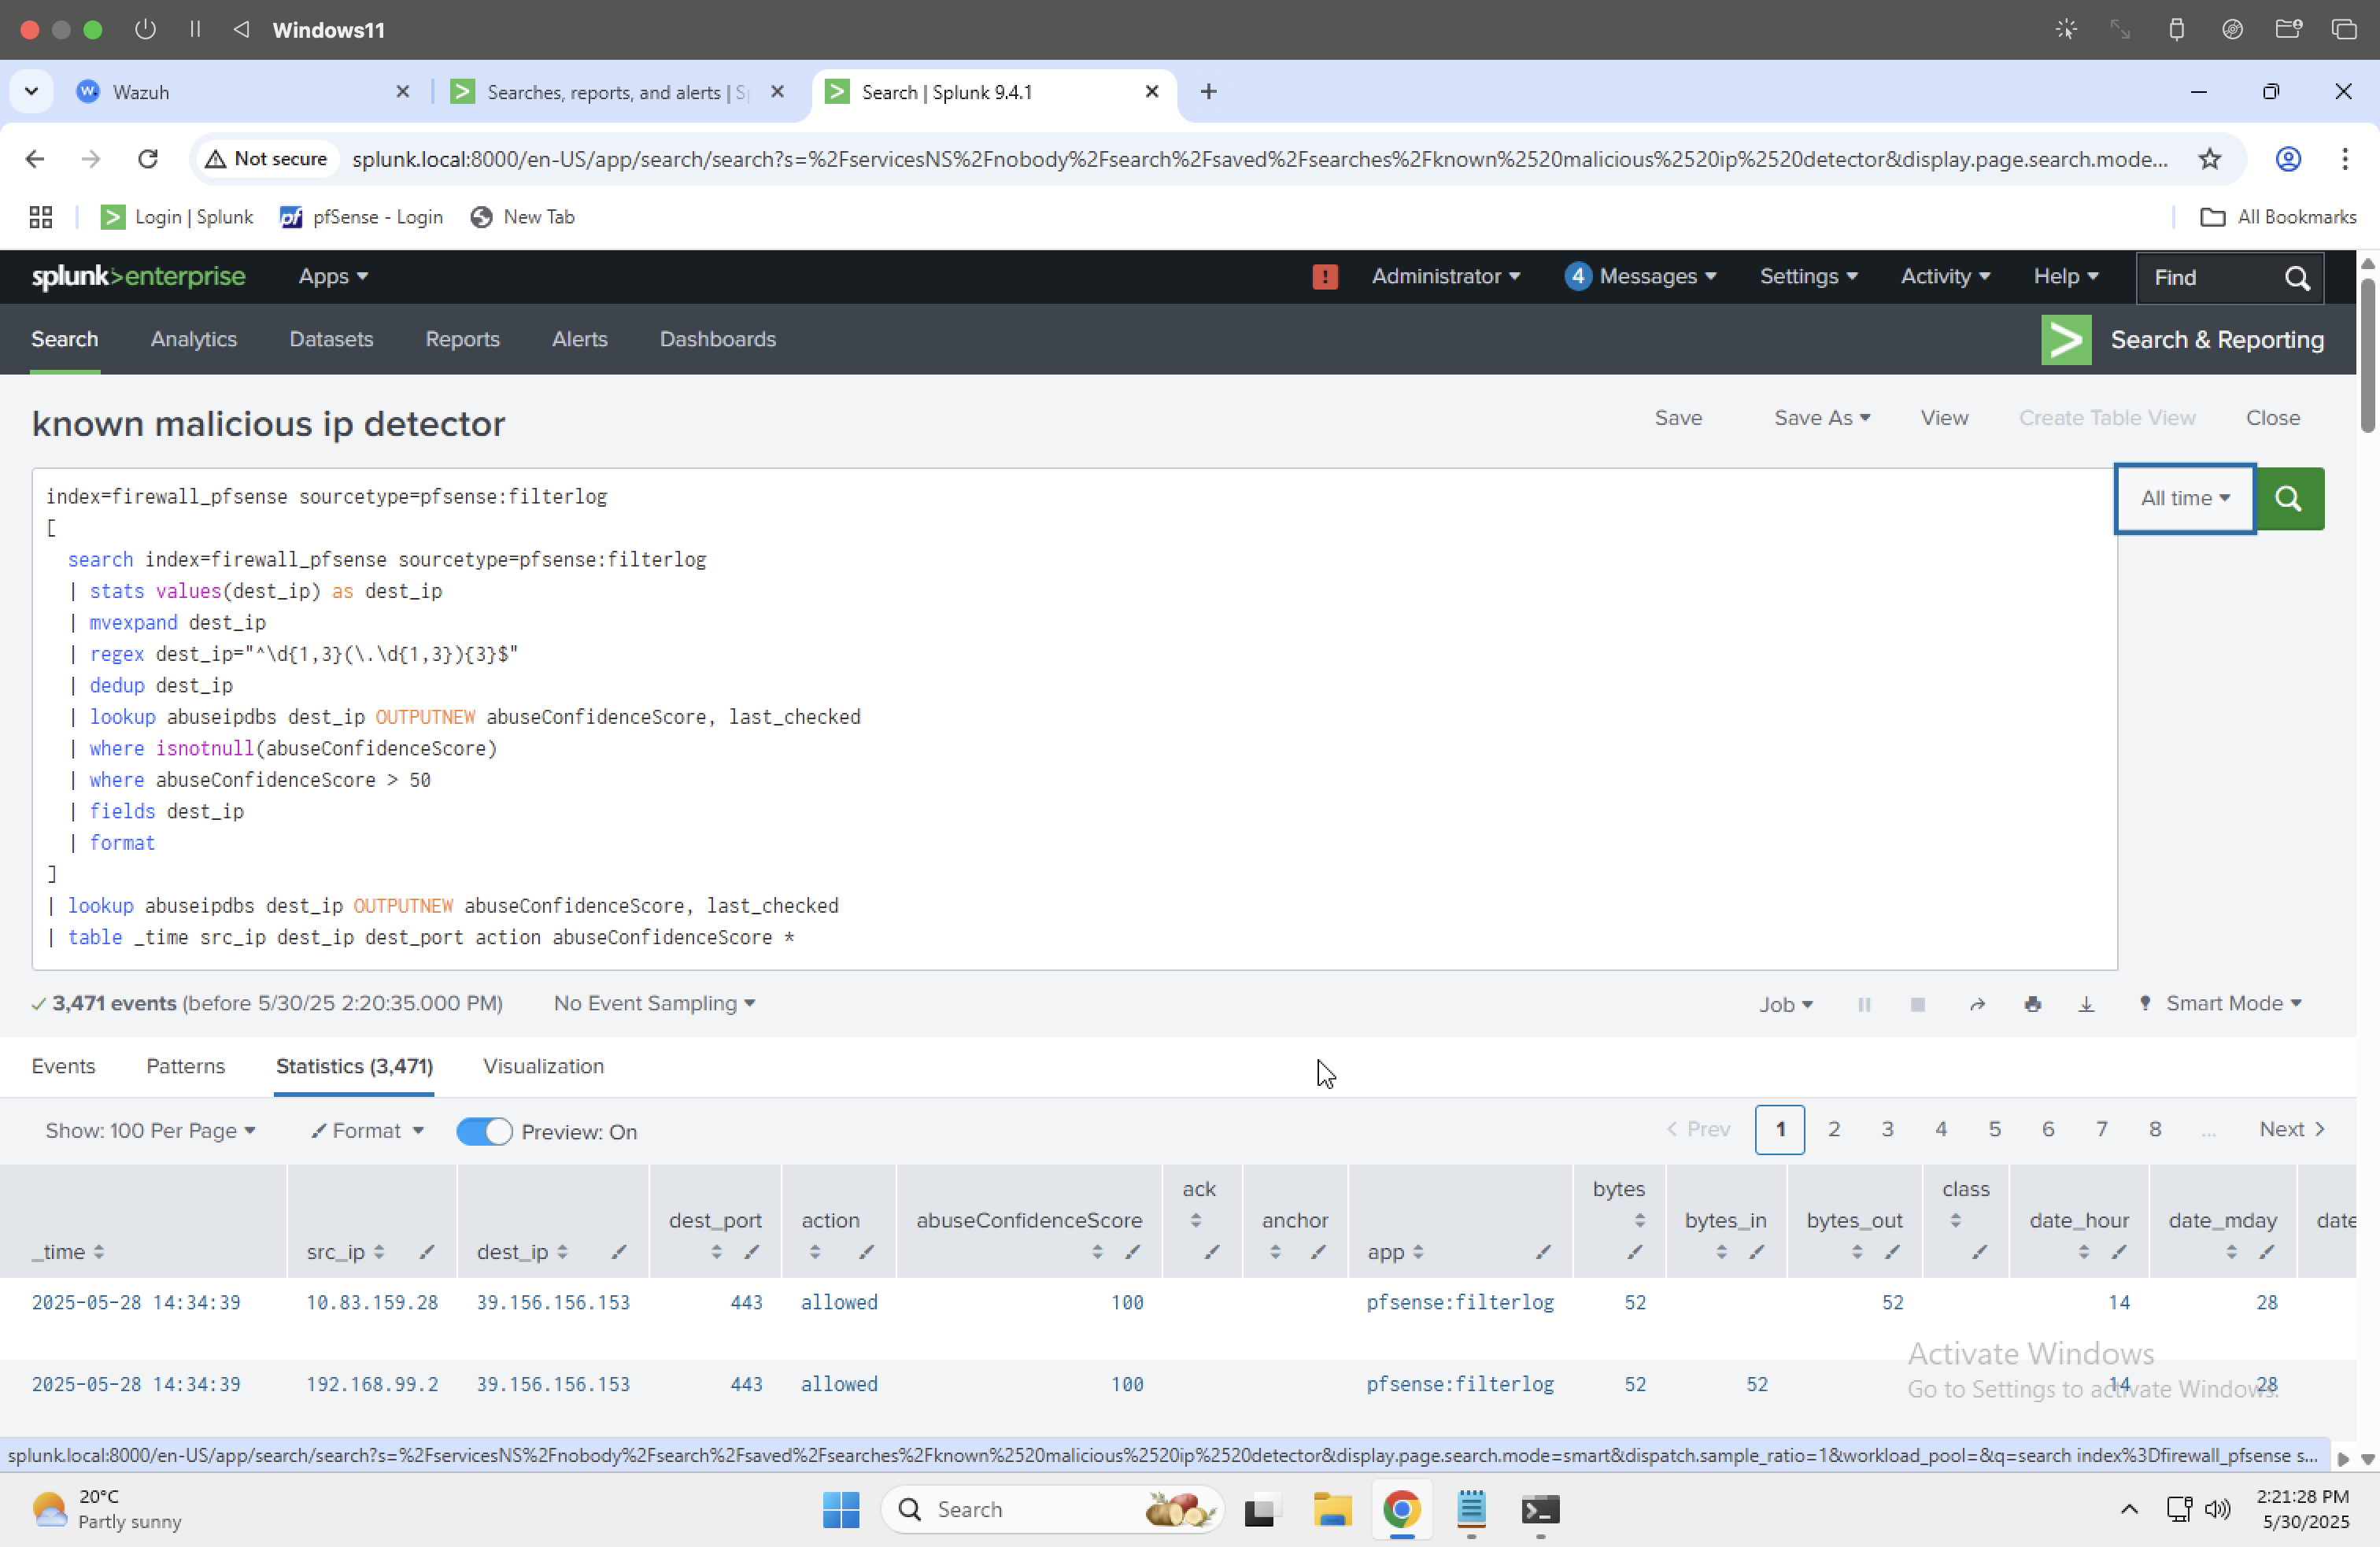 Windows11
Wazuh
Searches, reports, and alerts | Sp
Search | Splunk 9.4.1
Not secure
splunk.local:8000/en-US/app/search/search?s=%2FservicesNS%2Fnobody%2Fsearch%2Fsaved%2Fsearches%2Fknown%2520malicious%2520ip%2520detector&display.page.search.mode...
Login | Splunk
pfSense - Login
New Tab
All Bookmarks
splunk>enterprise
Apps
Administrator
4 Messages
Settings
Activity
Help
Find
Search
Analytics
Datasets
Reports
Alerts
Dashboards
Search & Reporting
known malicious ip detector
Save
Save As
View
Create Table View
Close
index=firewall_pfsense sourcetype=pfsense:filterlog
[
search index=firewall_pfsense sourcetype=pfsense:filterlog
| stats values(dest_ip) as dest_ip
| mvexpand dest_ip
| regex dest_ip="^\d{1,3}(\.\d{1,3}){3}$"
| dedup dest_ip
| lookup abuseipdbs dest_ip OUTPUTNEW abuseConfidenceScore, last_checked
| where isnotnull(abuseConfidenceScore)
| where abuseConfidenceScore > 50
| fields dest_ip
| format
]
| lookup abuseipdbs dest_ip OUTPUTNEW abuseConfidenceScore, last_checked
| table _time src_ip dest_ip dest_port action abuseConfidenceScore *
All time
3,471 events (before 5/30/25 2:20:35.000 PM)
No Event Sampling
Job
Smart Mode
Events
Patterns
Statistics (3,471)
Visualization
Show: 100 Per Page
Format
Preview: On
< Prev
1
2
3
4
5
6
7
8
...
Next >
_time
src_ip
dest_ip
dest_port
action
abuseConfidenceScore
ack
anchor
app
bytes
bytes_in
bytes_out
class
date_hour
date_mday
date
2025-05-28 14:34:39 10.83.159.28 39.156.156.153 443 allowed 100 pfsense:filterlog 52 52 14 28
2025-05-28 14:34:39 192.168.99.2 39.156.156.153 443 allowed 100 pfsense:filterlog 52 52 14 28
Activate Windows
Go to Settings to activate Windows.
splunk.local:8000/en-US/app/search/search?s=%2FservicesNS%2Fnobody%2Fsearch%2Fsaved%2Fsearches%2Fknown%2520malicious%2520ip%2520detector&display.page.search.mode=smart&dispatch.sample_ratio=1&workload_pool=&q=search index%3Dfirewall_pfsense s...
20°C
Partly sunny
Search
2:21:28 PM
5/30/2025